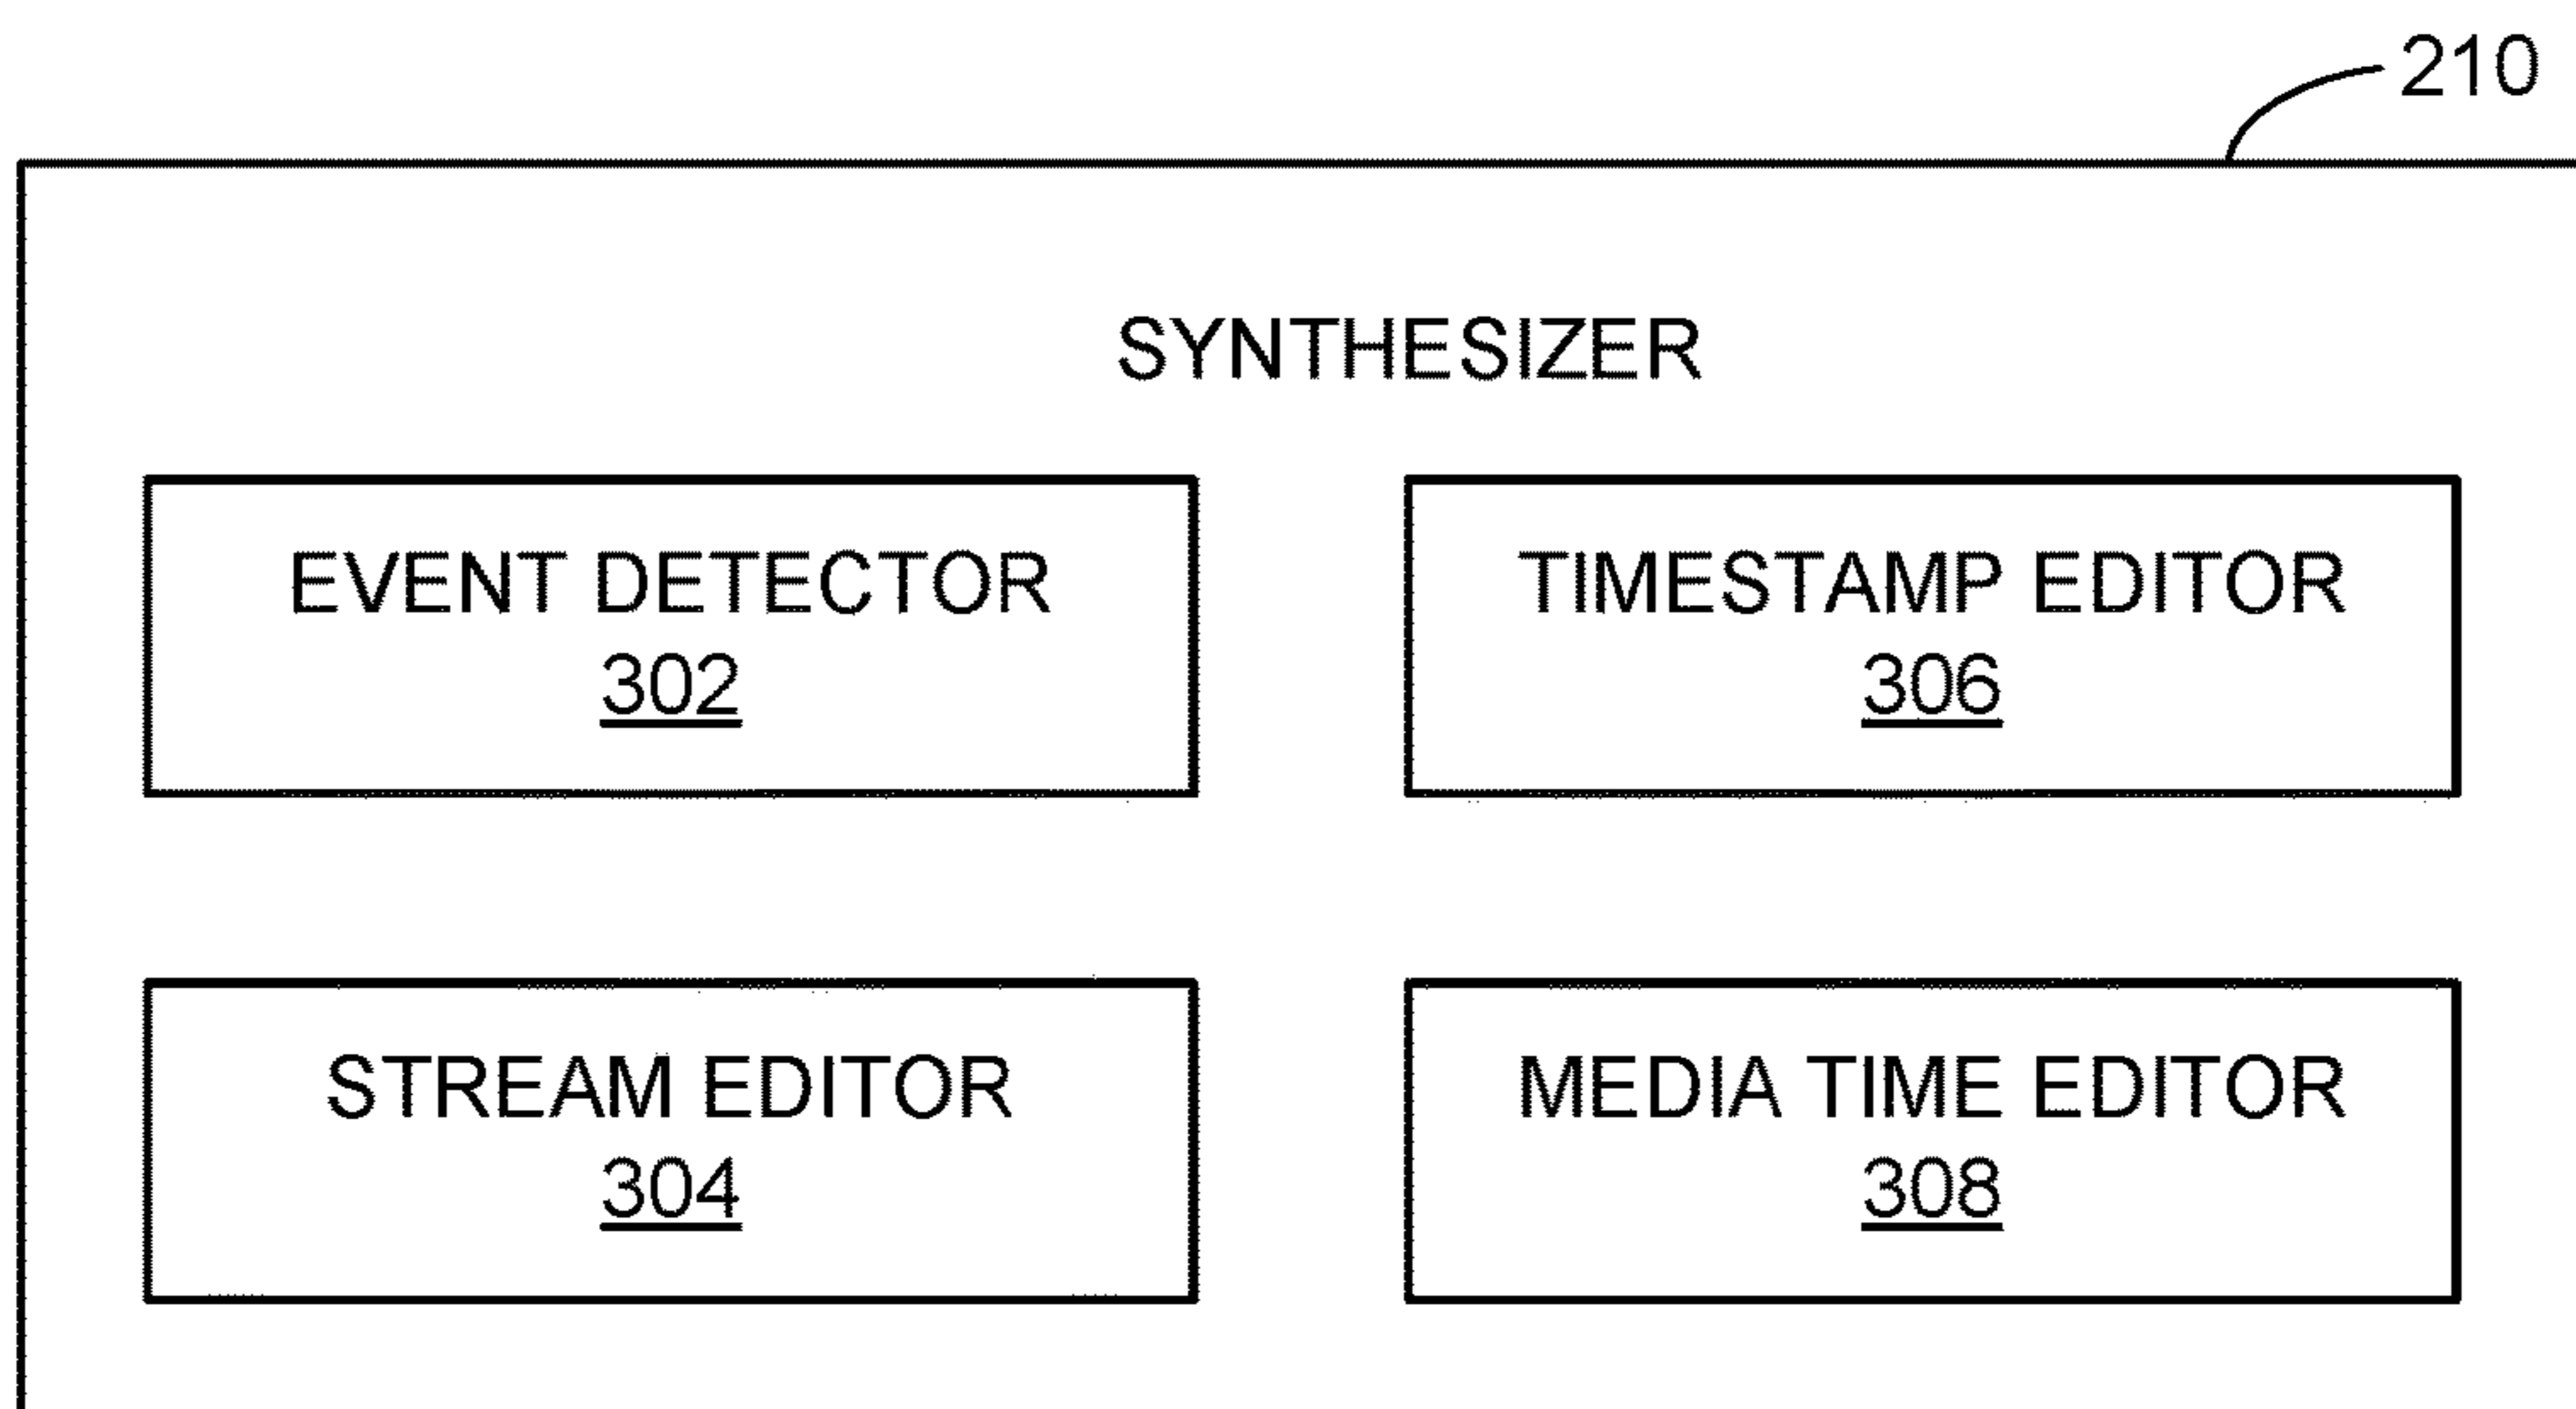 210
SYNTHESIZER
EVENT DETECTOR
302
TIMESTAMP EDITOR
306
STREAM EDITOR
304
MEDIA TIME EDITOR
308